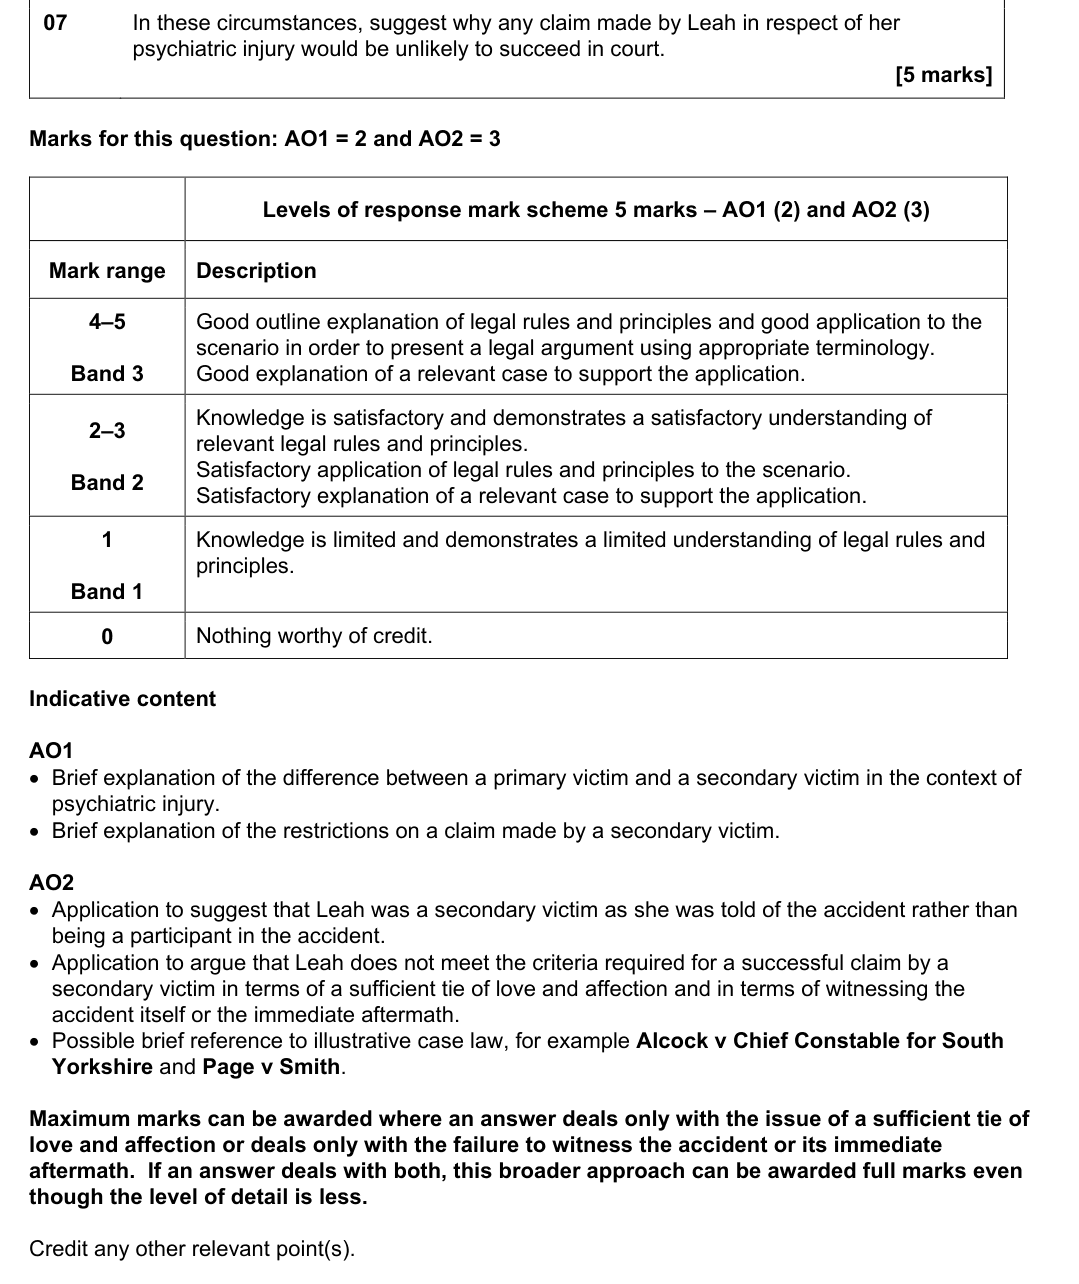 07 In these circumstances, suggest why any claim made by Leah in respect of her
psychiatric injury would be unlikely to succeed in court.
[5 marks]
Marks for this question: AO1 = 2 and AO2 = 3
Levels of response mark scheme 5 marks – AO1 (2) and AO2 (3)
Mark range Description
4–5
Band 3
Good outline explanation of legal rules and principles and good application to the
scenario in order to present a legal argument using appropriate terminology.
Good explanation of a relevant case to support the application.
2–3
Band 2
Knowledge is satisfactory and demonstrates a satisfactory understanding of
relevant legal rules and principles.
Satisfactory application of legal rules and principles to the scenario.
Satisfactory explanation of a relevant case to support the application.
1
Band 1
Knowledge is limited and demonstrates a limited understanding of legal rules and
principles.
0 Nothing worthy of credit.
Indicative content
AO1
• Brief explanation of the difference between a primary victim and a secondary victim in the context of
psychiatric injury.
• Brief explanation of the restrictions on a claim made by a secondary victim.
AO2
• Application to suggest that Leah was a secondary victim as she was told of the accident rather than
being a participant in the accident.
• Application to argue that Leah does not meet the criteria required for a successful claim by a
secondary victim in terms of a sufficient tie of love and affection and in terms of witnessing the
accident itself or the immediate aftermath.
• Possible brief reference to illustrative case law, for example Alcock v Chief Constable for South
Yorkshire and Page v Smith.
Maximum marks can be awarded where an answer deals only with the issue of a sufficient tie of
love and affection or deals only with the failure to witness the accident or its immediate
aftermath. If an answer deals with both, this broader approach can be awarded full marks even
though the level of detail is less.
Credit any other relevant point(s).